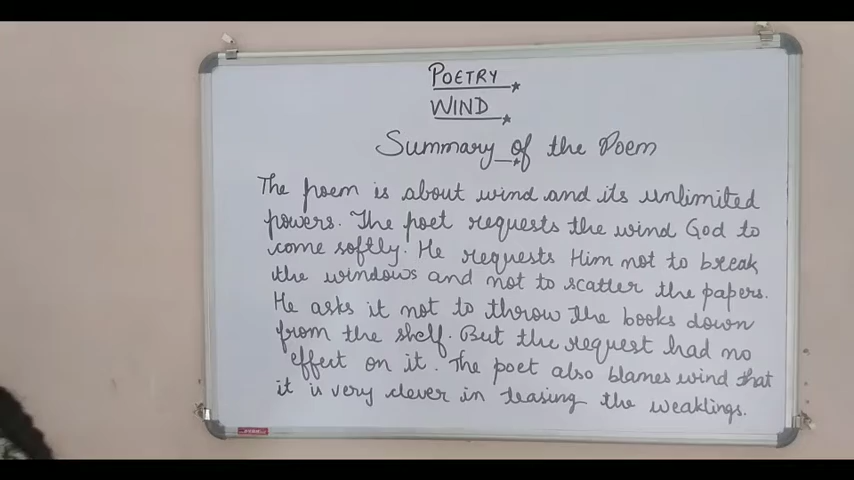 POETRY
WIND
Summary of the Poem
The poem is about wind and its unlimited
powers. The poet requests the wind God to
come softly. He requests Him not to break
the windows and not to scatter the papers.
He asks it not to throw the books down
from the shelf. But the request had no
effect on it. The poet also blames wind that
it is very clever in teasing the weaklings.